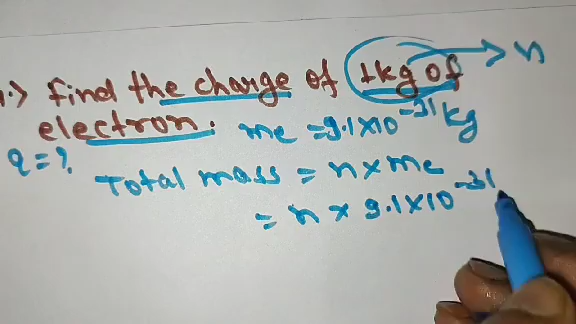 1.> Find the charge of 1kg of → n
electron. me = 9.1×10^-31 kg
q = ?
Total mass = n × me
= n × 9.1×10^-31